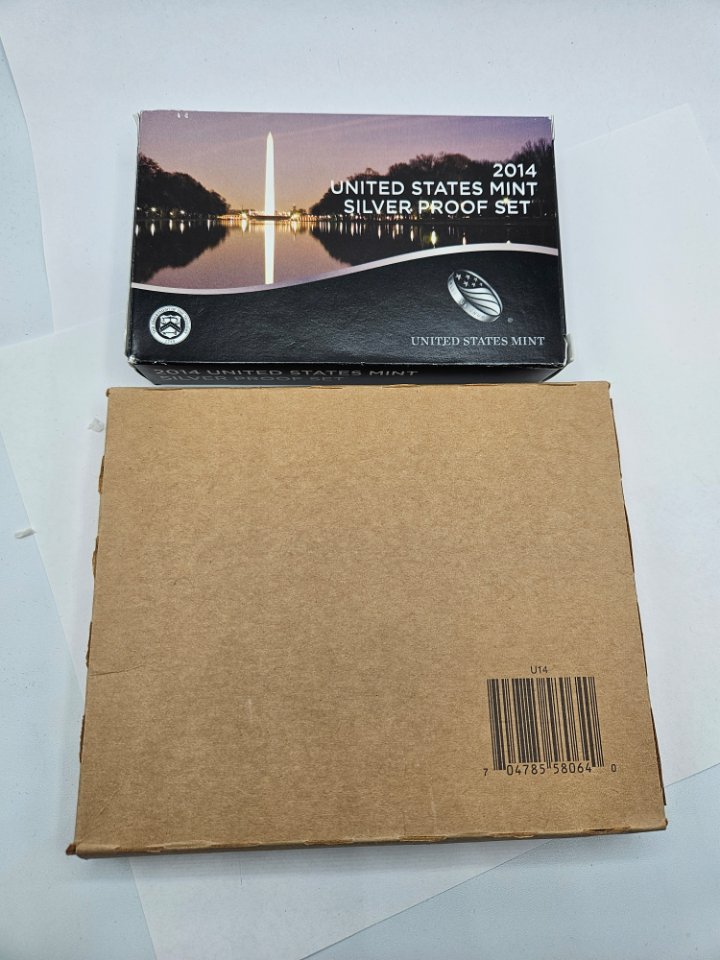 2014
UNITED STATES MINT
SILVER PROOF SET
UNITED STATES MINT
2014 UNITED STATES MINT
SILVER PROOF SET
U14
7 04785 58064 0